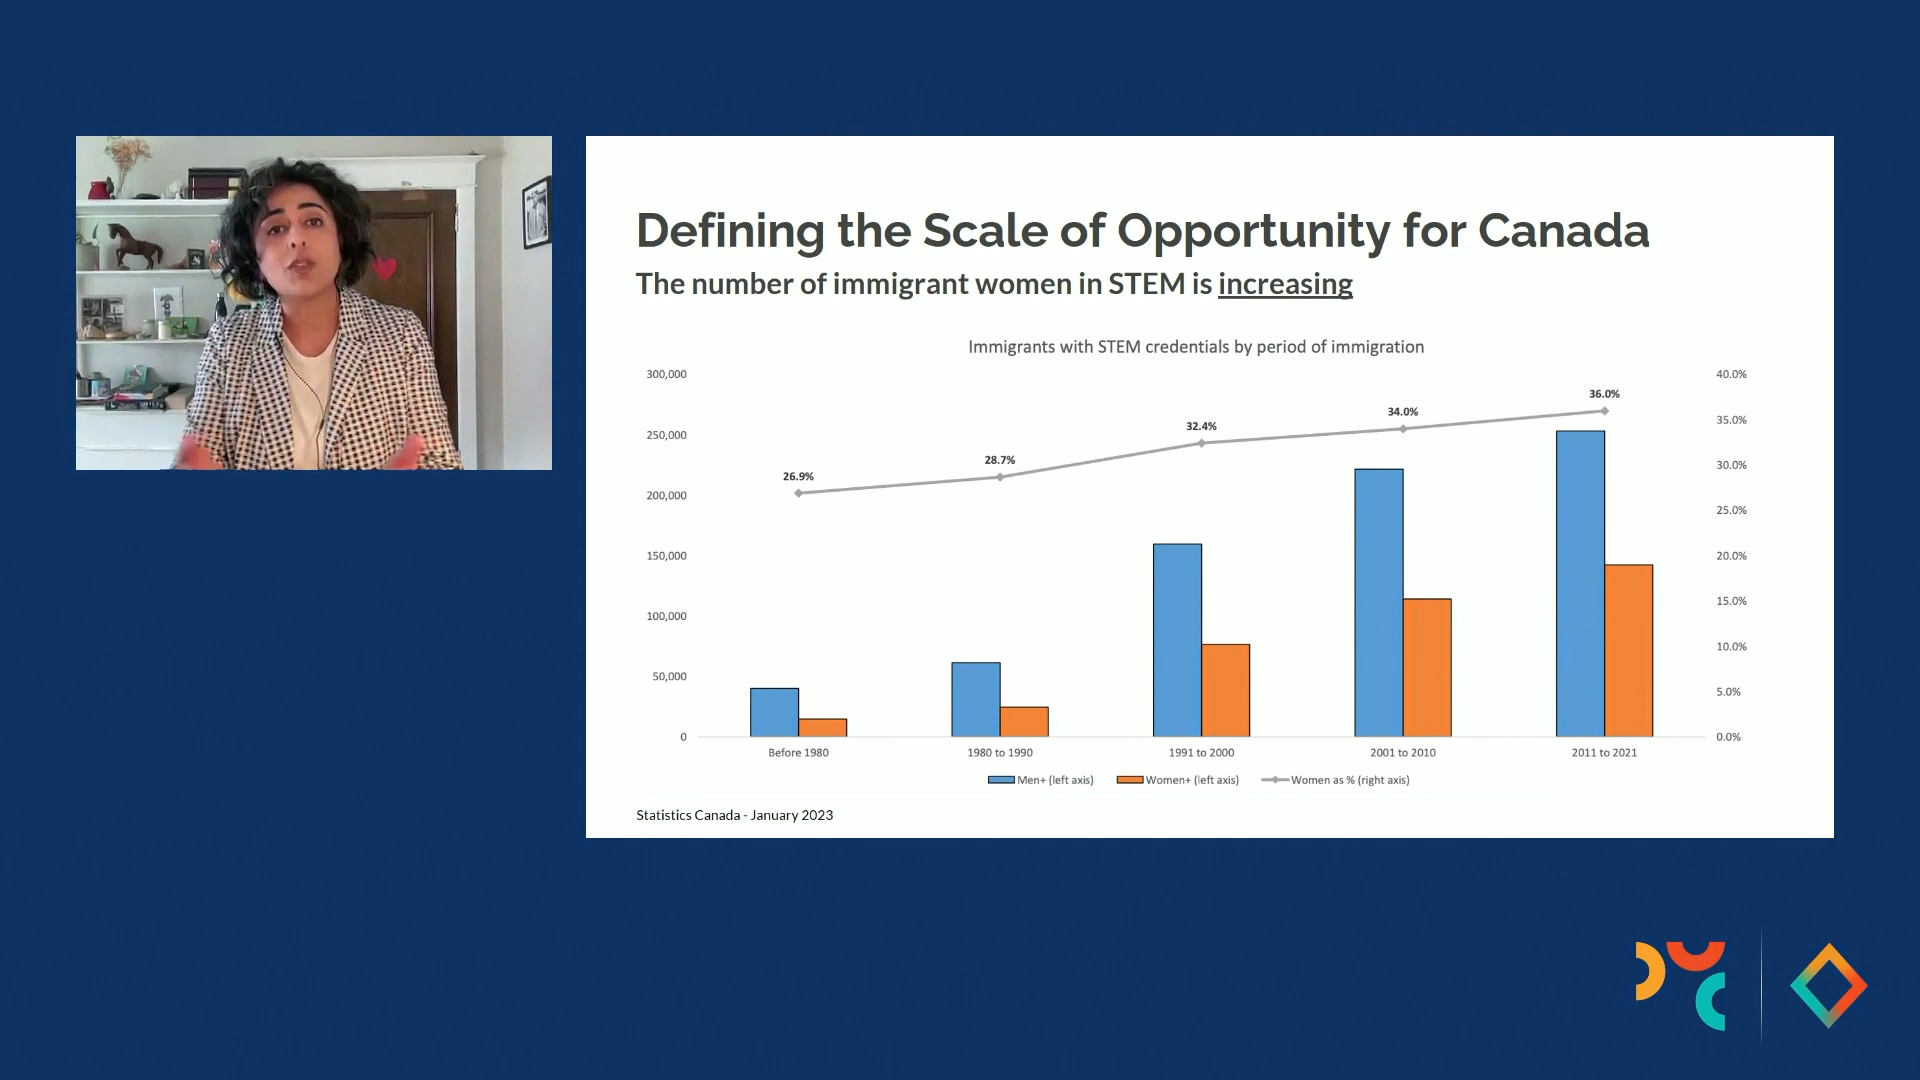 Defining the Scale of Opportunity for Canada
The number of immigrant women in STEM is increasing
Immigrants with STEM credentials by period of immigration
300,000
250,000
200,000
150,000
100,000
50,000
0
40.0%
35.0%
30.0%
25.0%
20.0%
15.0%
10.0%
5.0%
0.0%
26.9%
28.7%
32.4%
34.0%
36.0%
Before 1980
1980 to 1990
1991 to 2000
2001 to 2010
2011 to 2021
Men+ (left axis)
Women+ (left axis)
Women as % (right axis)
Statistics Canada - January 2023